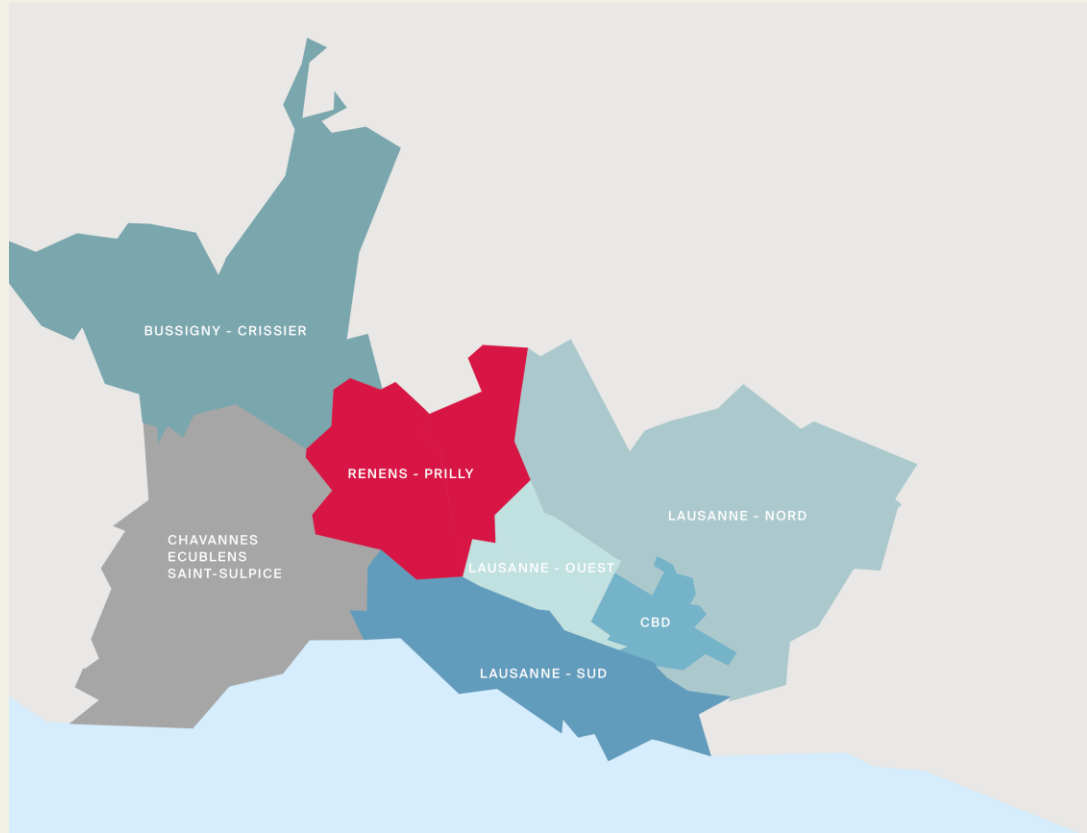 BUSSIGNY - CRISSIER
RENENS - PRILLY
LAUSANNE - NORD
CHAVANNES
ECUBLENS
SAINT-SULPICE
LAUSANNE - OUEST
CBD
LAUSANNE - SUD